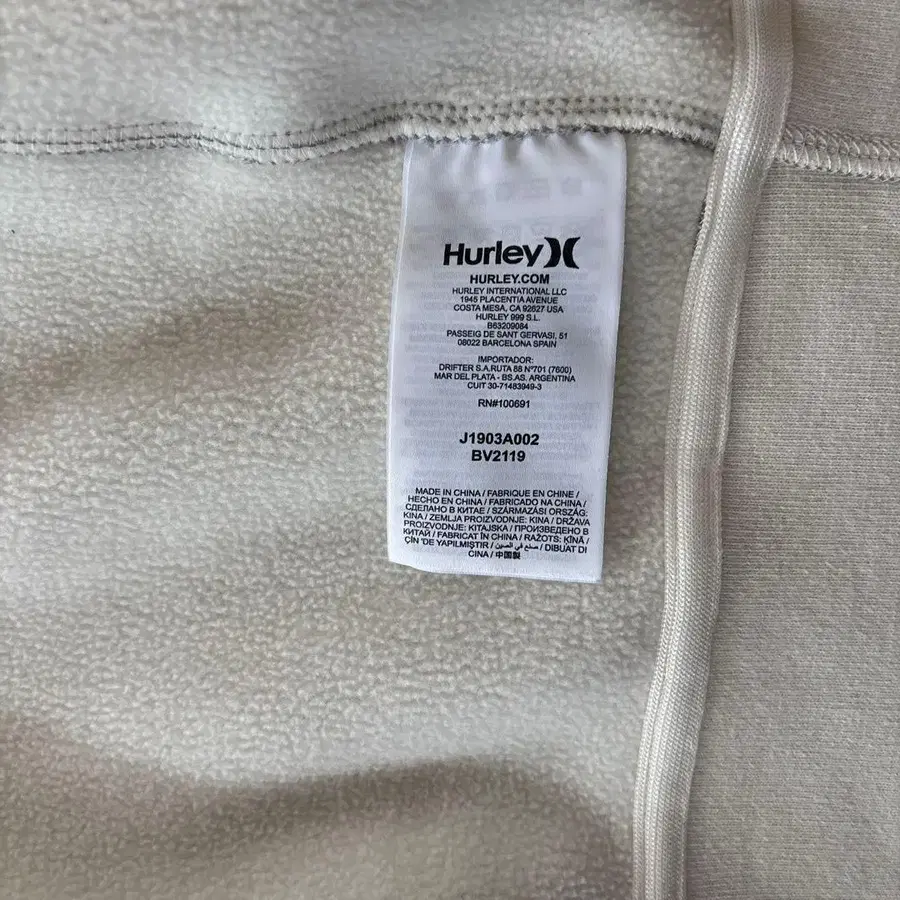 Hurley
HURLEY.COM
HURLEY INTERNATIONAL LLC
1945 PLACENTIA AVENUE
COSTA MESA, CA 92627 USA
HURLEY 999 S.L.
B63209084
PASSEIG DE SANT GERVASI, 51
08022 BARCELONA SPAIN
IMPORTADOR:
DRIFTER S.A.RUTA 88 Nº701 (7600)
MAR DEL PLATA - BS.AS. ARGENTINA
CUIT 30-71483949-3
RN#100691
J1903A002
BV2119
MADE IN CHINA / FABRIQUE EN CHINE /
HECHO EN CHINA / FABRICADO NA CHINA /
СДЕЛАНО В КИТАЕ / SZÁRMAZÁSI ORSZÁG:
KINA / ZEMLJA PROIZVODNJE: KINA / DRŽAVA
PROIZVODNJE: KITAJSKA / ПРОИЗВЕДЕНО В
КИТАЙ / FABRICAT ÎN CHINA / RAŽOTS: ĶĪNĀ /
ÇİN 'DE YAPILMIŞTIR / صنع في الصين / DIBUAT DI
CINA / 中国製